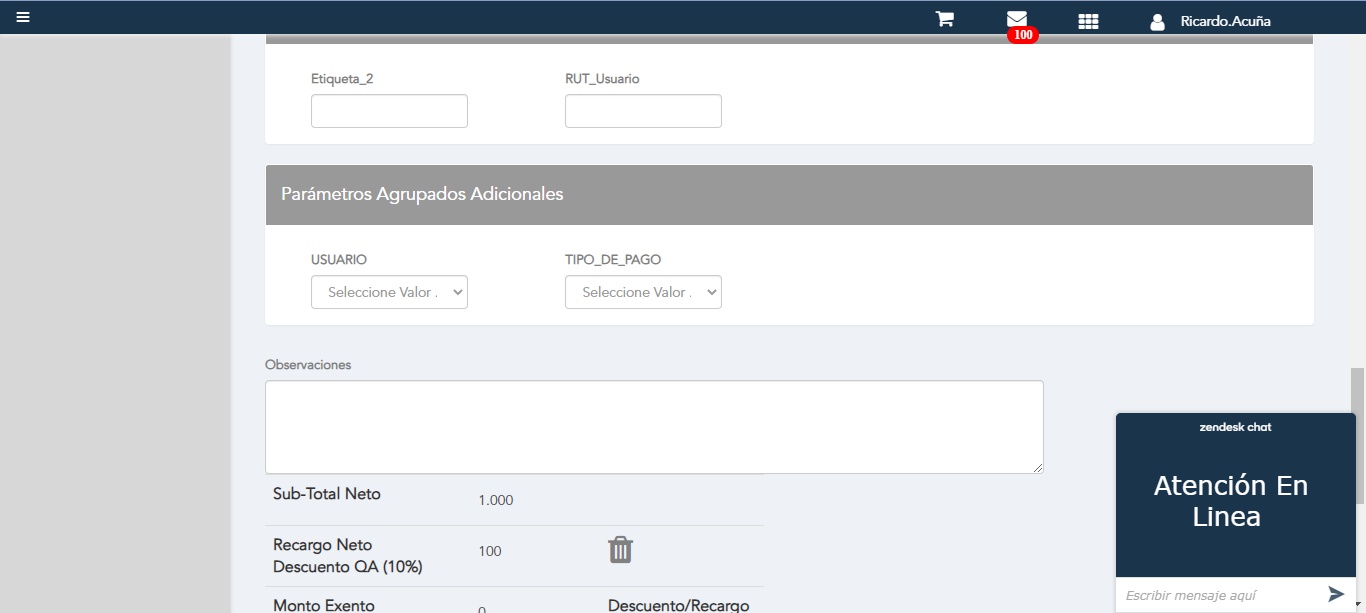 Ricardo.Acuña
100
Etiqueta_2
RUT_Usuario
Parámetros Agrupados Adicionales
USUARIO
TIPO_DE_PAGO
Seleccione Valor .
Seleccione Valor .
Observaciones
zendesk chat
Atención En
Linea
Escribir mensaje aquí
Sub-Total Neto
1.000
Recargo Neto
Descuento QA (10%)
100
Monto Exento
0
Descuento/Recargo